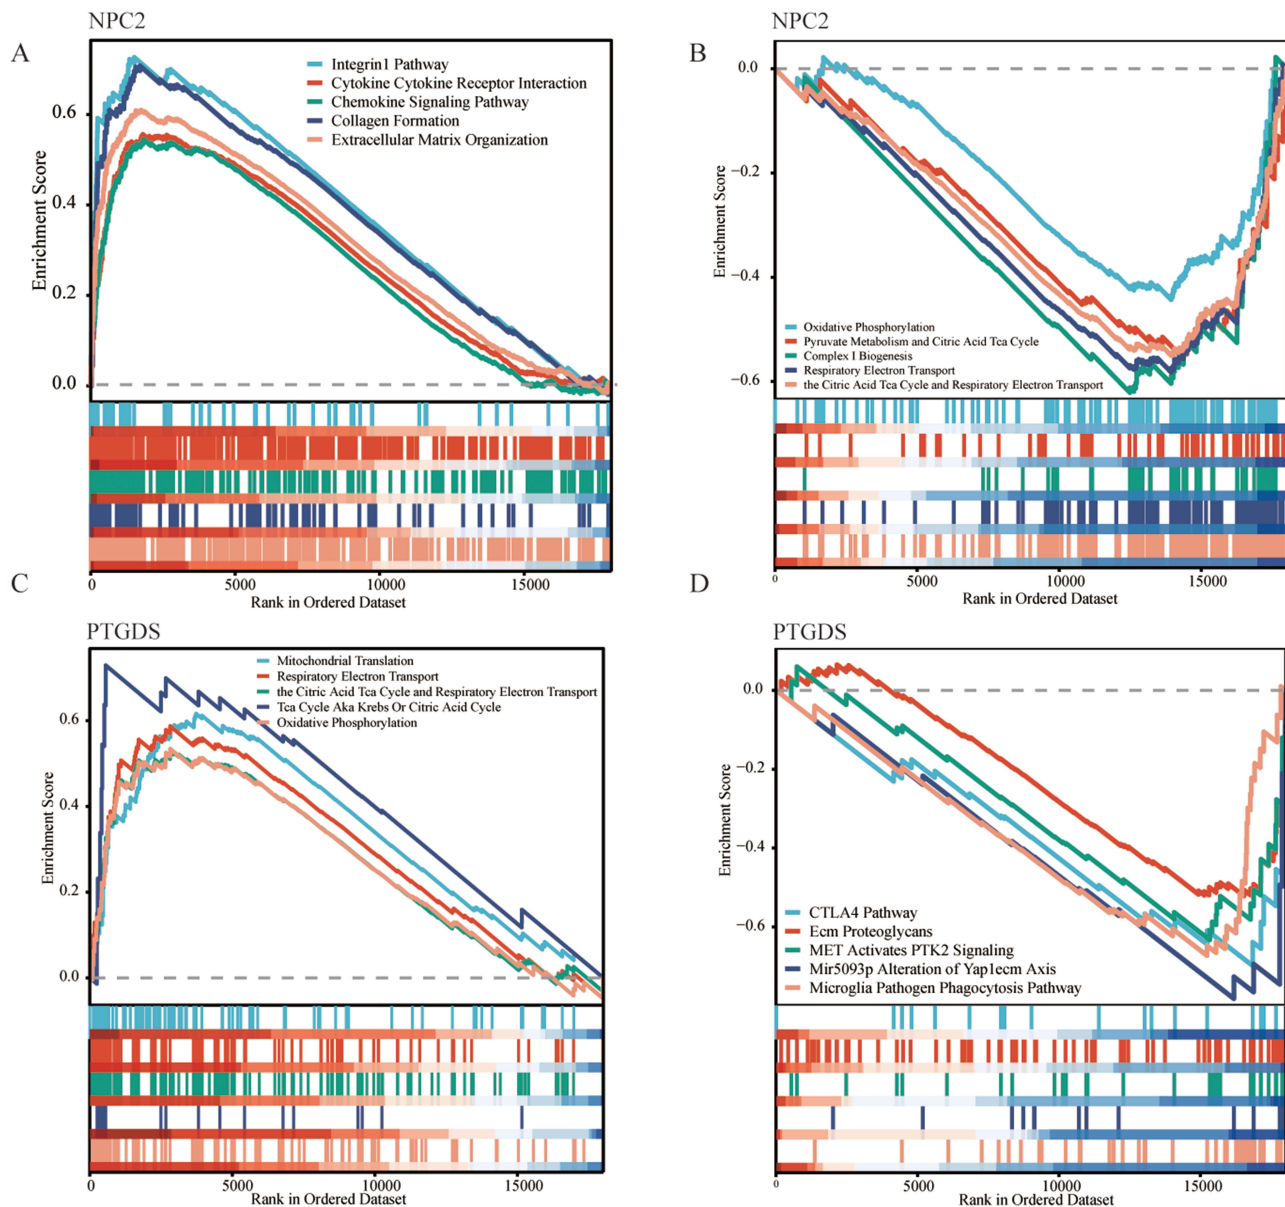 NPC2
A
Enrichment Score
0.6
0.4
0.2
0.0
Integrin1 Pathway
Cytokine Cytokine Receptor Interaction
Chemokine Signaling Pathway
Collagen Formation
Extracellular Matrix Organization
0 5000 10000 15000
Rank in Ordered Dataset
NPC2
B
Enrichment Score
0.0
−0.2
−0.4
−0.6
Oxidative Phosphorylation
Pyruvate Metabolism and Citric Acid Tca Cycle
Complex I Biogenesis
Respiratory Electron Transport
the Citric Acid Tca Cycle and Respiratory Electron Transport
0 5000 10000 15000
Rank in Ordered Dataset
C
PTGDS
Enrichment Score
0.6
0.4
0.2
0.0
Mitochondrial Translation
Respiratory Electron Transport
the Citric Acid Tca Cycle and Respiratory Electron Transport
Tca Cycle Aka Krebs Or Citric Acid Cycle
Oxidative Phosphorylation
0 5000 10000 15000
Rank in Ordered Dataset
D
PTGDS
Enrichment Score
0.0
−0.2
−0.4
−0.6
CTLA4 Pathway
Ecm Proteoglycans
MET Activates PTK2 Signaling
Mir5093p Alteration of Yap1ecm Axis
Microglia Pathogen Phagocytosis Pathway
0 5000 10000 15000
Rank in Ordered Dataset